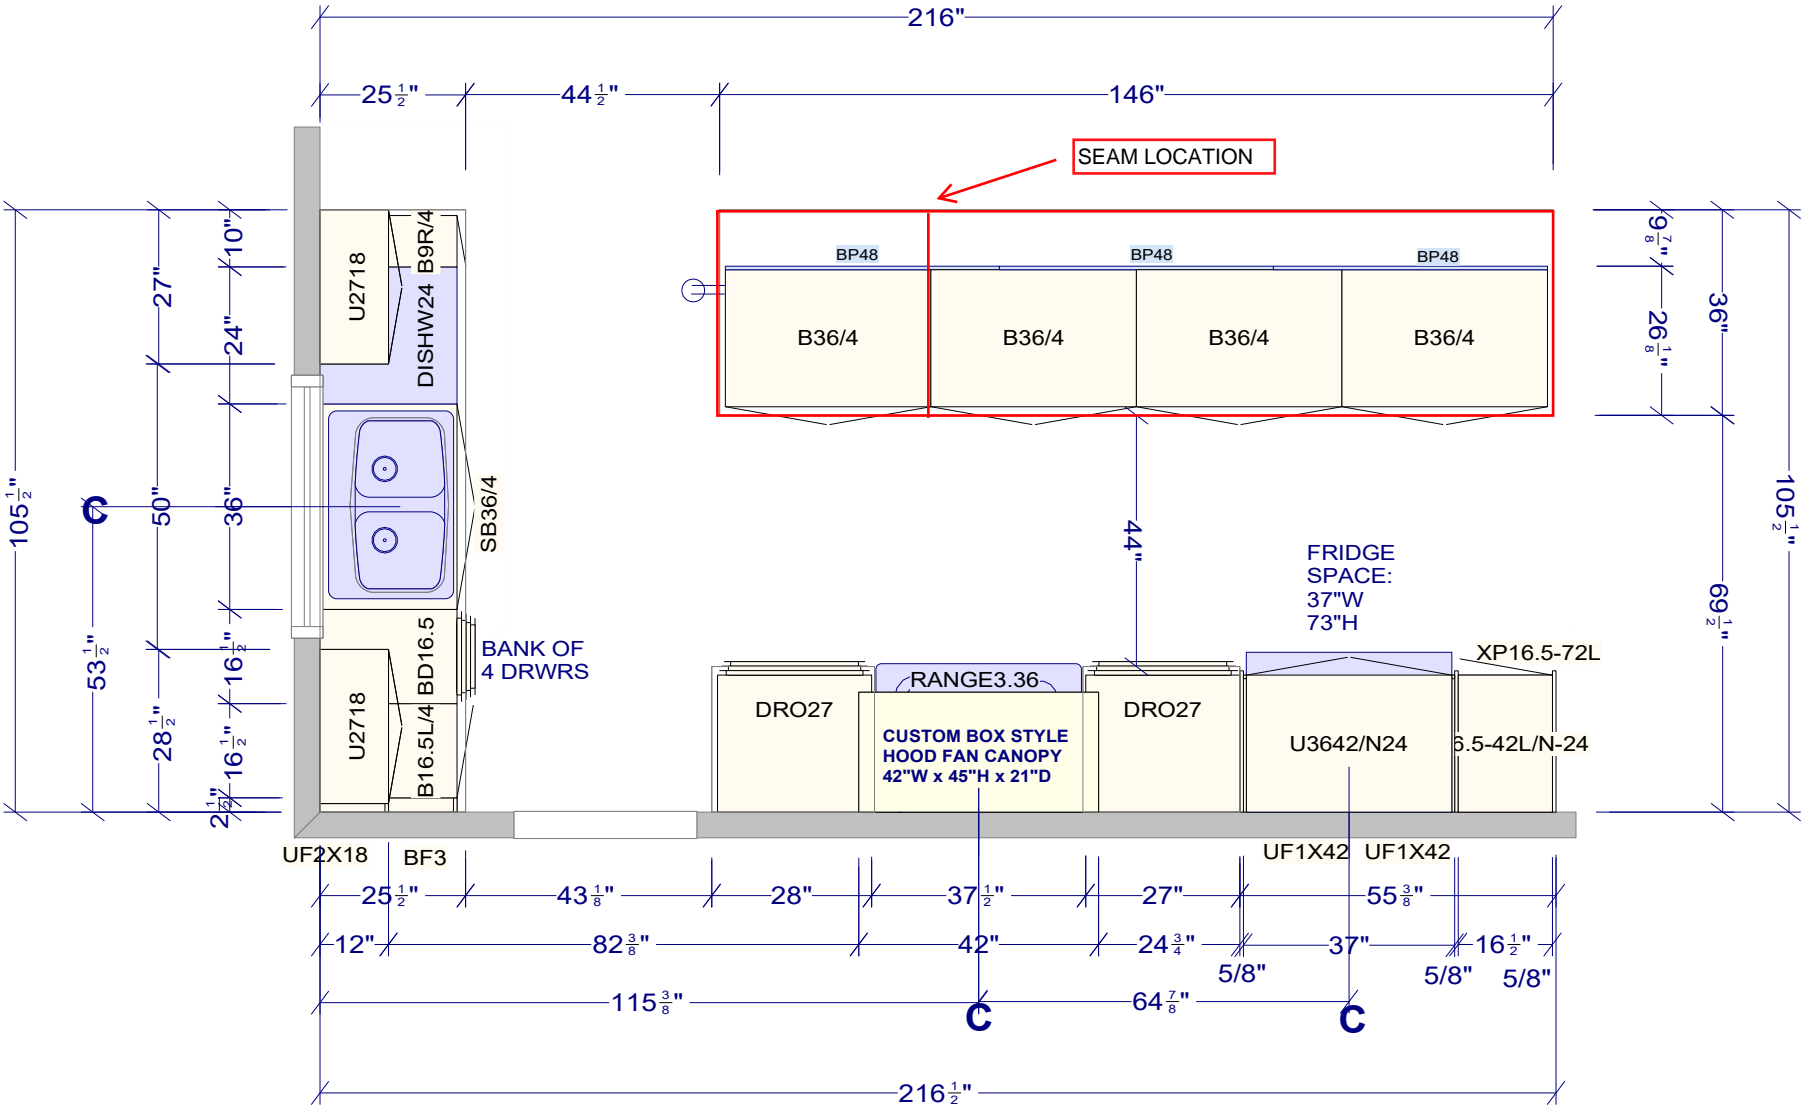 216"
25 1/2"
44 1/2"
146"
SEAM LOCATION
BP48
BP48
BP48
B36/4
B36/4
B36/4
B36/4
9 7/8"
26 1/8"
36"
69 1/2"
105 1/2"
105 1/2"
27"
50"
28 1/2"
53 1/2"
10"
24"
36"
16 1/2"
16 1/2"
2 1/2"
C
U2718
B9R/4
DISHW24
SB36/4
BD16.5
B16.5L/4
U2718
BANK OF
4 DRWRS
44"
FRIDGE
SPACE:
37"W
73"H
XP16.5-72L
RANGE3.36
DRO27
DRO27
CUSTOM BOX STYLE
HOOD FAN CANOPY
42"W x 45"H x 21"D
U3642/N24
6.5-42L/N-24
UF2X18
BF3
UF1X42
UF1X42
25 1/2"
43 1/8"
28"
37 1/2"
27"
55 3/8"
12"
82 3/8"
42"
24 3/4"
37"
16 1/2"
5/8"
5/8"
5/8"
115 3/8"
64 7/8"
C
C
216 1/2"